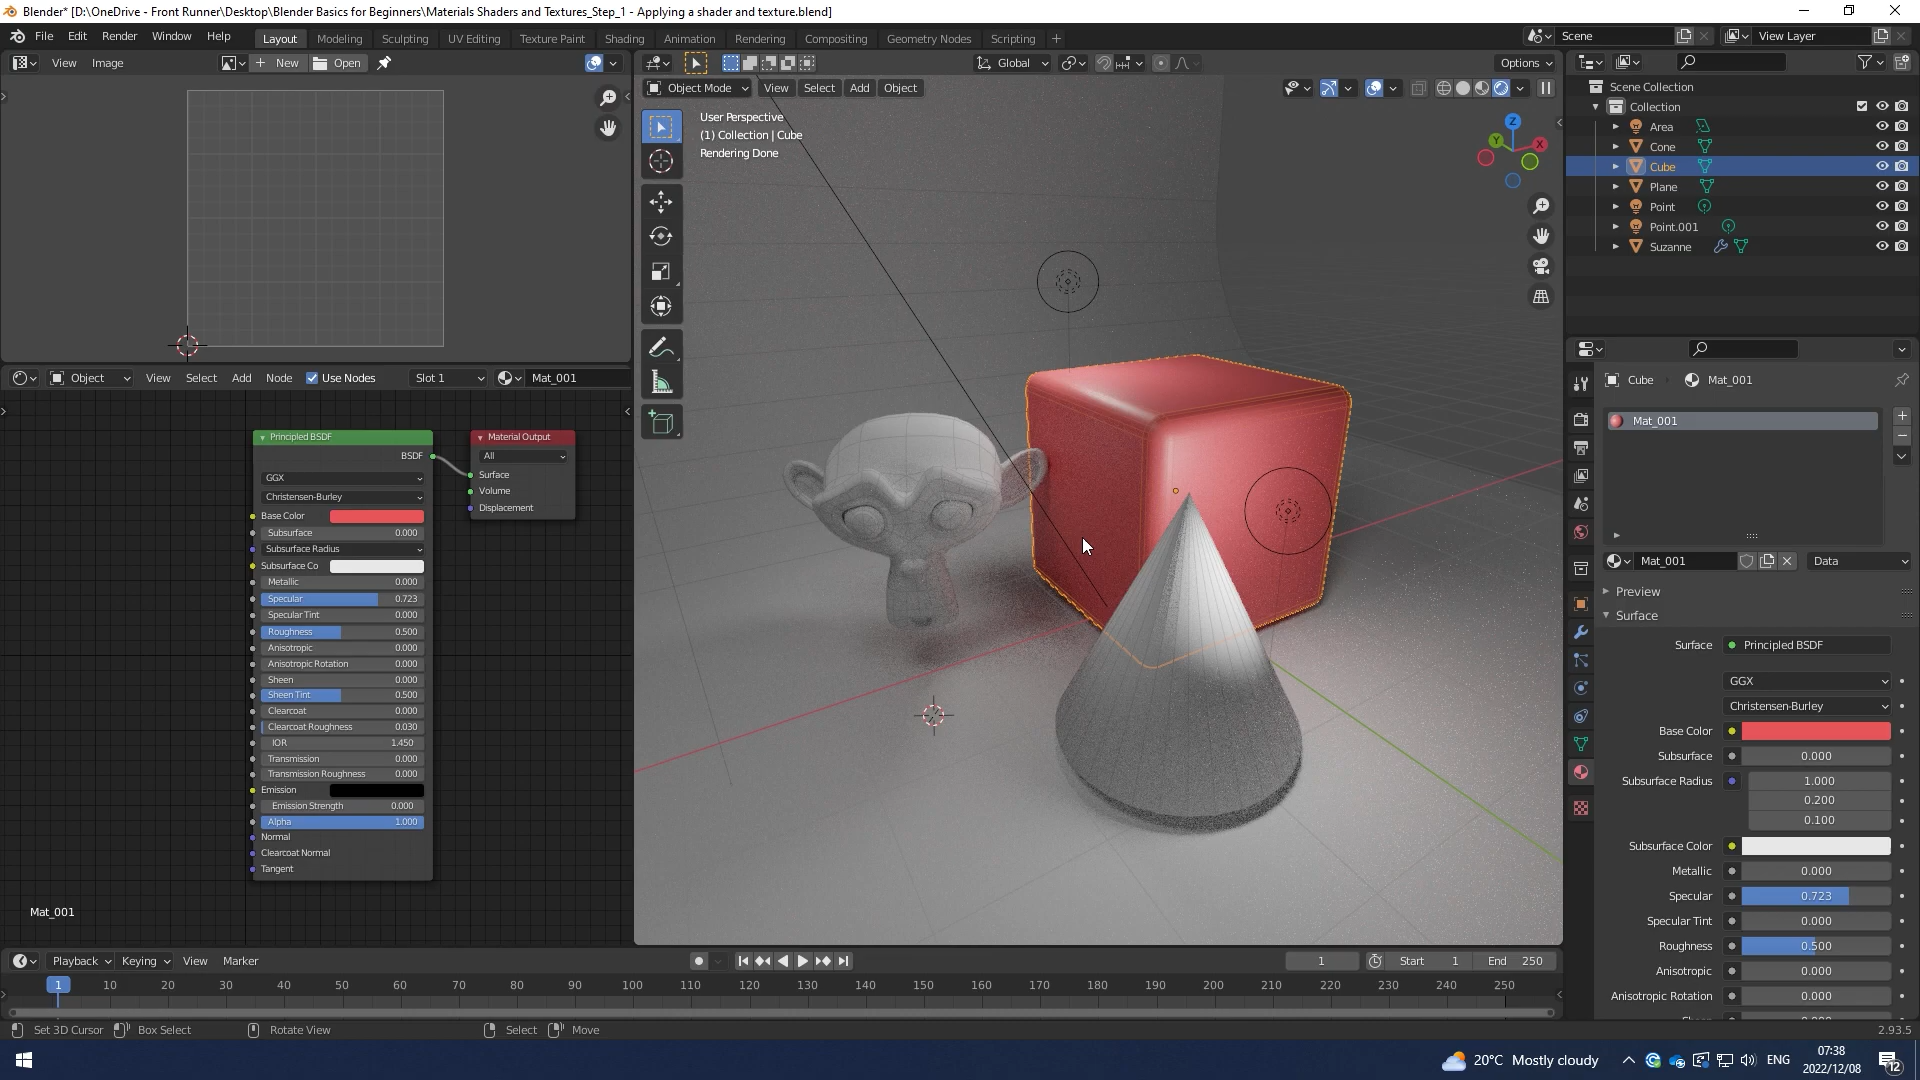 Blender* [D:\OneDrive - Front Runner\Desktop\Blender Basics for Beginners\Materials Shaders and Textures_Step_1 - Applying a shader and texture.blend]
File Edit Render Window Help Layout Modeling Sculpting UV Editing Texture Paint Shading Animation Rendering Compositing Geometry Nodes Scripting + Scene View Layer
View Image New Open Global Options
Object Mode View Select Add Object
User Perspective
(1) Collection | Cube
Rendering Done
Z
Y
X
Scene Collection
Collection
Area
Cone
Cube
Plane
Point
Point.001
Suzanne
Object View Select Add Node Use Nodes Slot 1 Mat_001
Principled BSDF
BSDF
GGX
Christensen-Burley
Base Color
Subsurface 0.000
Subsurface Radius
Subsurface Co
Metallic 0.000
Specular 0.723
Specular Tint 0.000
Roughness 0.500
Anisotropic 0.000
Anisotropic Rotation 0.000
Sheen 0.000
Sheen Tint 0.500
Clearcoat 0.000
Clearcoat Roughness 0.030
IOR 1.450
Transmission 0.000
Transmission Roughness 0.000
Emission
Emission Strength 0.000
Alpha 1.000
Normal
Clearcoat Normal
Tangent
Material Output
All
Surface
Volume
Displacement
Mat_001
Cube Mat_001
Mat_001
Mat_001 Data
Preview
Surface
Surface Principled BSDF
GGX
Christensen-Burley
Base Color
Subsurface 0.000
Subsurface Radius 1.000
0.200
0.100
Subsurface Color
Metallic 0.000
Specular 0.723
Specular Tint 0.000
Roughness 0.500
Anisotropic 0.000
Anisotropic Rotation 0.000
Playback Keying View Marker 1 Start 1 End 250
1 10 20 30 40 50 60 70 80 90 100 110 120 130 140 150 160 170 180 190 200 210 220 230 240 250
Set 3D Cursor Box Select Rotate View Select Move 2.93.5
20°C Mostly cloudy ENG 07:38
2022/12/08 12